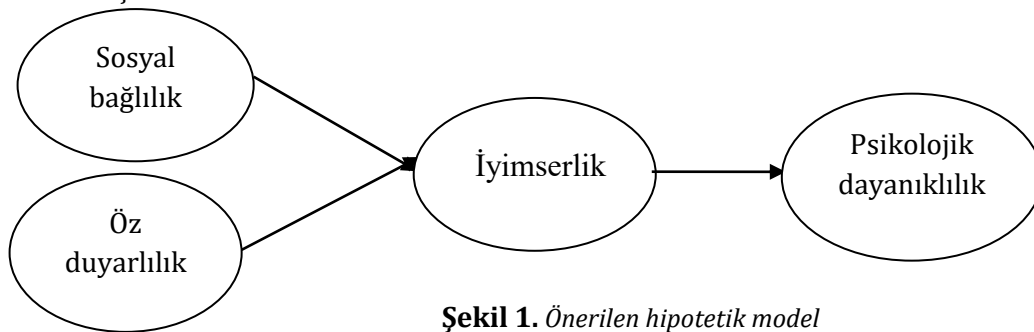 Sosyal
bağlılık
Öz
duyarlılık
İyimserlik
Psikolojik
dayanıklılık
Şekil 1. Önerilen hipotetik model